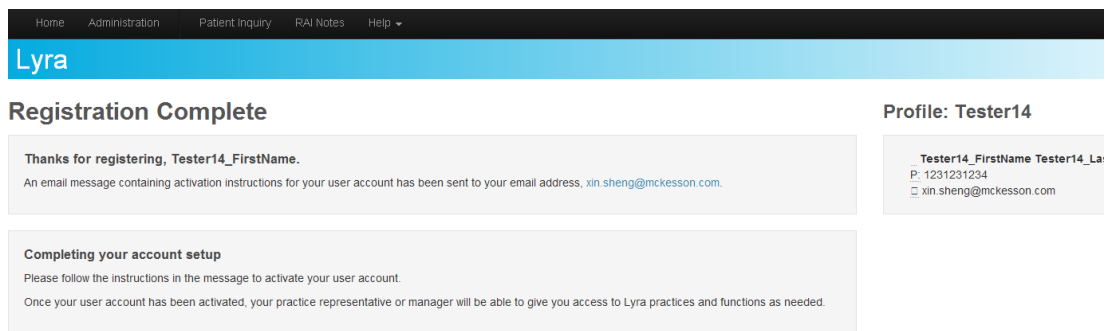 Home Administration Patient Inquiry RAI Notes Help
Lyra
Registration Complete
Thanks for registering, Tester14_FirstName.
An email message containing activation instructions for your user account has been sent to your email address, xin.sheng@mckesson.com.
Completing your account setup
Please follow the instructions in the message to activate your user account.
Once your user account has been activated, your practice representative or manager will be able to give you access to Lyra practices and functions as needed.
Profile: Tester14
Tester14_FirstName Tester14_La
P: 1231231234
xin.sheng@mckesson.com